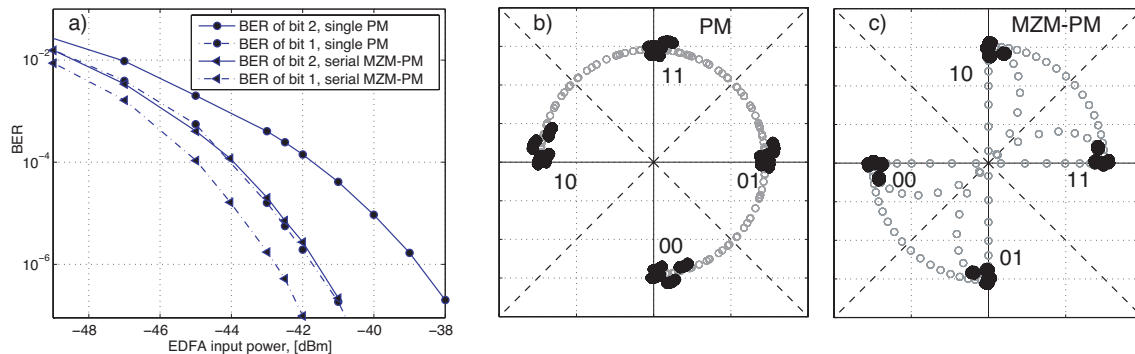 a)
BER of bit 2, single PM
BER of bit 1, single PM
BER of bit 2, serial MZM-PM
BER of bit 1, serial MZM-PM
10⁻²
10⁻⁴
10⁻⁶
BER
−48 −46 −44 −42 −40 −38
EDFA input power, [dBm]
b) PM
11
10 01
00
c) MZM-PM
10
00 11
01